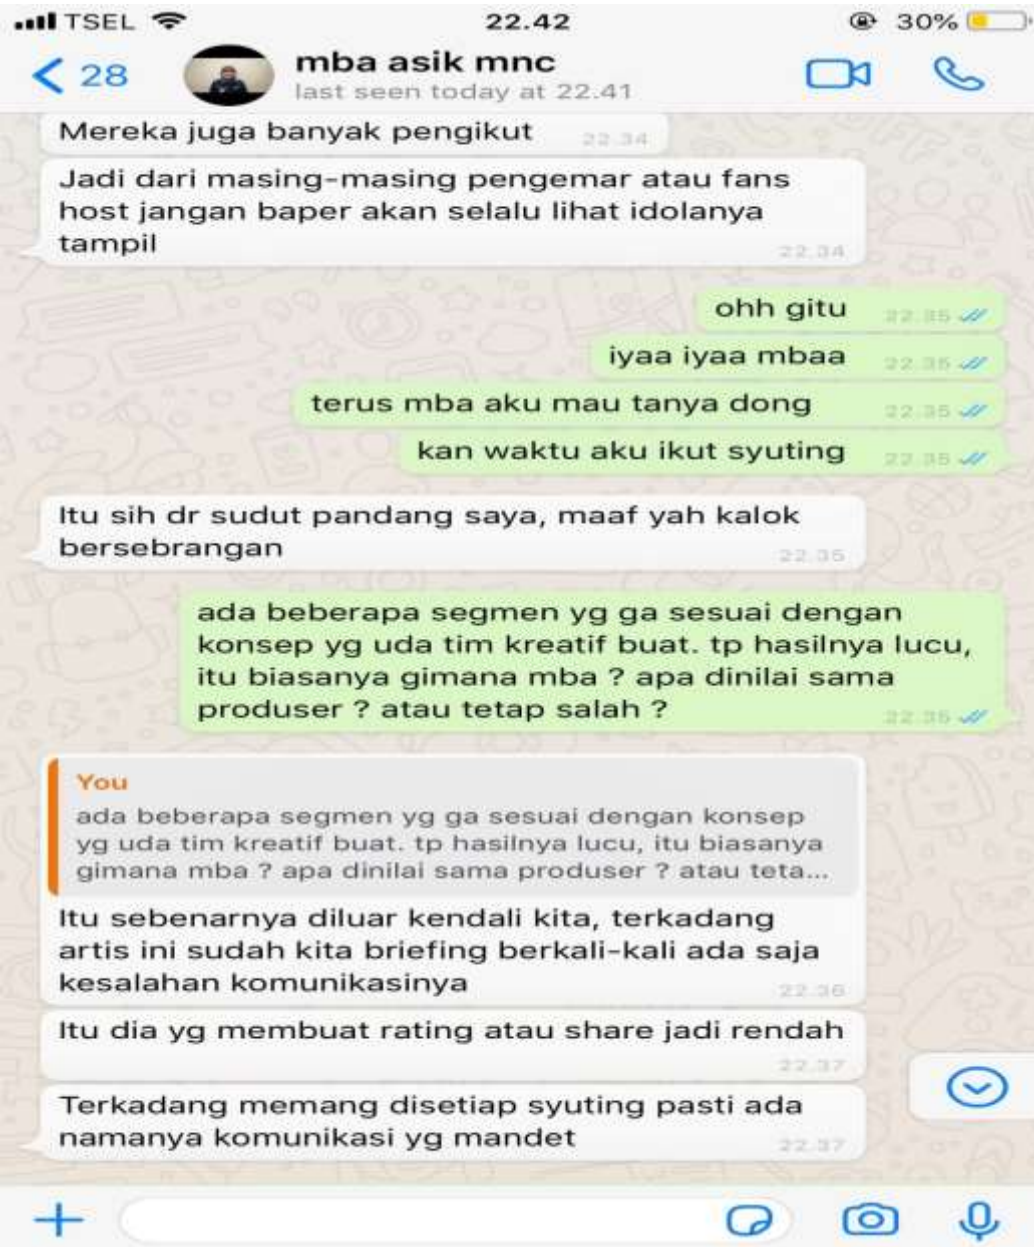 TSEL 22.42 30%
28 mba asik mnc
last seen today at 22.41
Mereka juga banyak pengikut 22.34
Jadi dari masing-masing pengemar atau fans
host jangan baper akan selalu lihat idolanya
tampil 22.34
ohh gitu 22.35
iyaa iyaa mbaa 22.35
terus mba aku mau tanya dong 22.35
kan waktu aku ikut syuting 22.35
Itu sih dr sudut pandang saya, maaf yah kalok
bersebrangan 22.35
ada beberapa segmen yg ga sesuai dengan
konsep yg uda tim kreatif buat. tp hasilnya lucu,
itu biasanya gimana mba ? apa dinilai sama
produser ? atau tetap salah ? 22.35
You
ada beberapa segmen yg ga sesuai dengan konsep
yg uda tim kreatif buat. tp hasilnya lucu, itu biasanya
gimana mba ? apa dinilai sama produser ? atau teta...
Itu sebenarnya diluar kendali kita, terkadang
artis ini sudah kita briefing berkali-kali ada saja
kesalahan komunikasinya 22.36
Itu dia yg membuat rating atau share jadi rendah
22.37
Terkadang memang disetiap syuting pasti ada
namanya komunikasi yg mandet 22.37